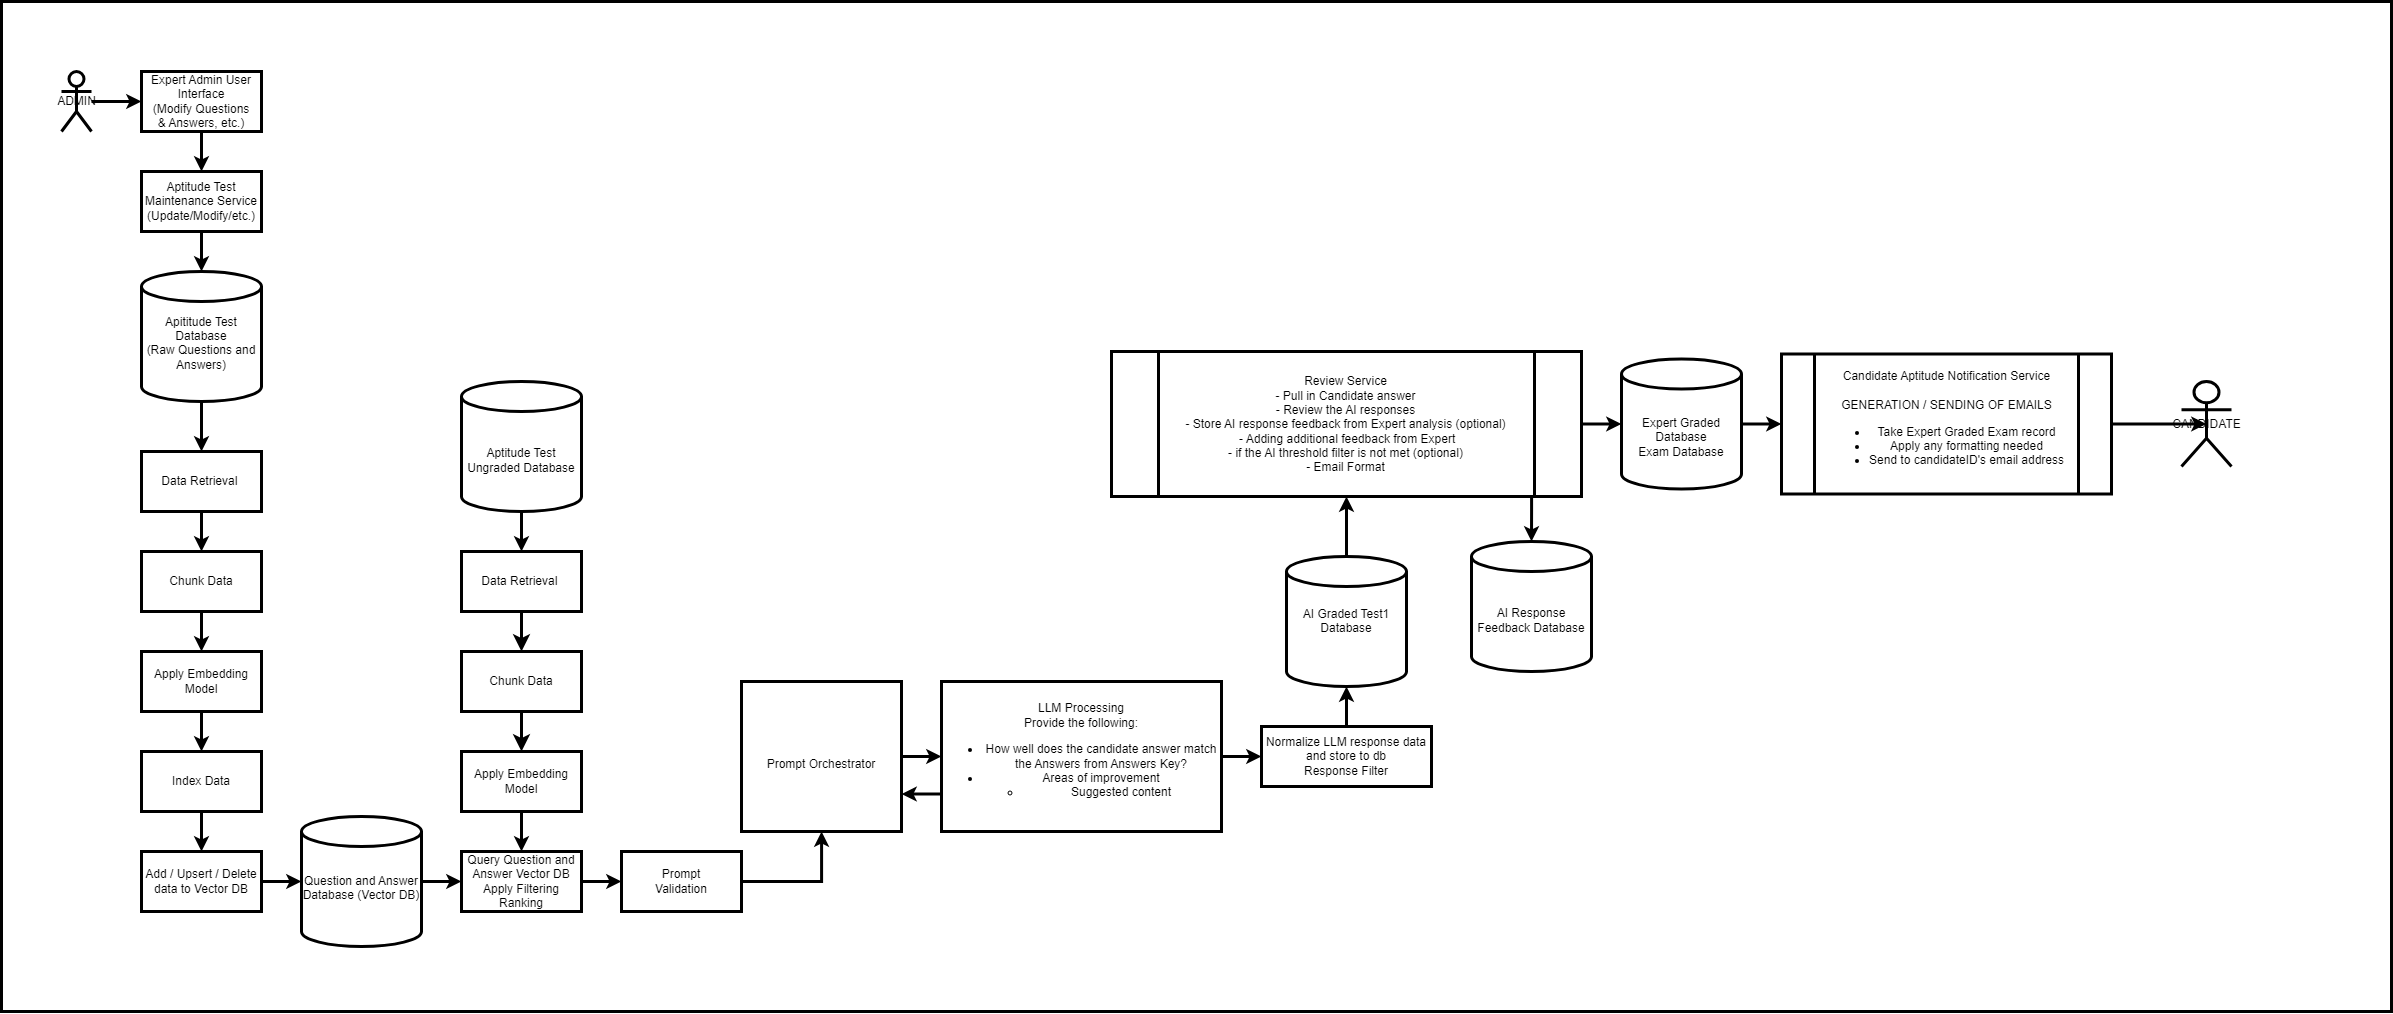 ADMIN
Expert Admin User
Interface
(Modify Questions
& Answers, etc.)
Aptitude Test
Maintenance Service
(Update/Modify/etc.)
Apititude Test
Database
(Raw Questions and
Answers)
Data Retrieval
Chunk Data
Apply Embedding
Model
Index Data
Add / Upsert / Delete
data to Vector DB
Question and Answer
Database (Vector DB)
Aptitude Test
Ungraded Database
Data Retrieval
Chunk Data
Apply Embedding
Model
Query Question and
Answer Vector DB
Apply Filtering
Ranking
Prompt
Validation
Prompt Orchestrator
LLM Processing
Provide the following:
How well does the candidate answer match
the Answers from Answers Key?
Areas of improvement
Suggested content
Normalize LLM response data
and store to db
Response Filter
AI Graded Test1
Database
Review Service
- Pull in Candidate answer
- Review the AI responses
- Store AI response feedback from Expert analysis (optional)
- Adding additional feedback from Expert
- if the AI threshold filter is not met (optional)
- Email Format
AI Response
Feedback Database
Expert Graded
Database
Exam Database
Candidate Aptitude Notification Service
GENERATION / SENDING OF EMAILS
Take Expert Graded Exam record
Apply any formatting needed
Send to candidateID's email address
CANDIDATE